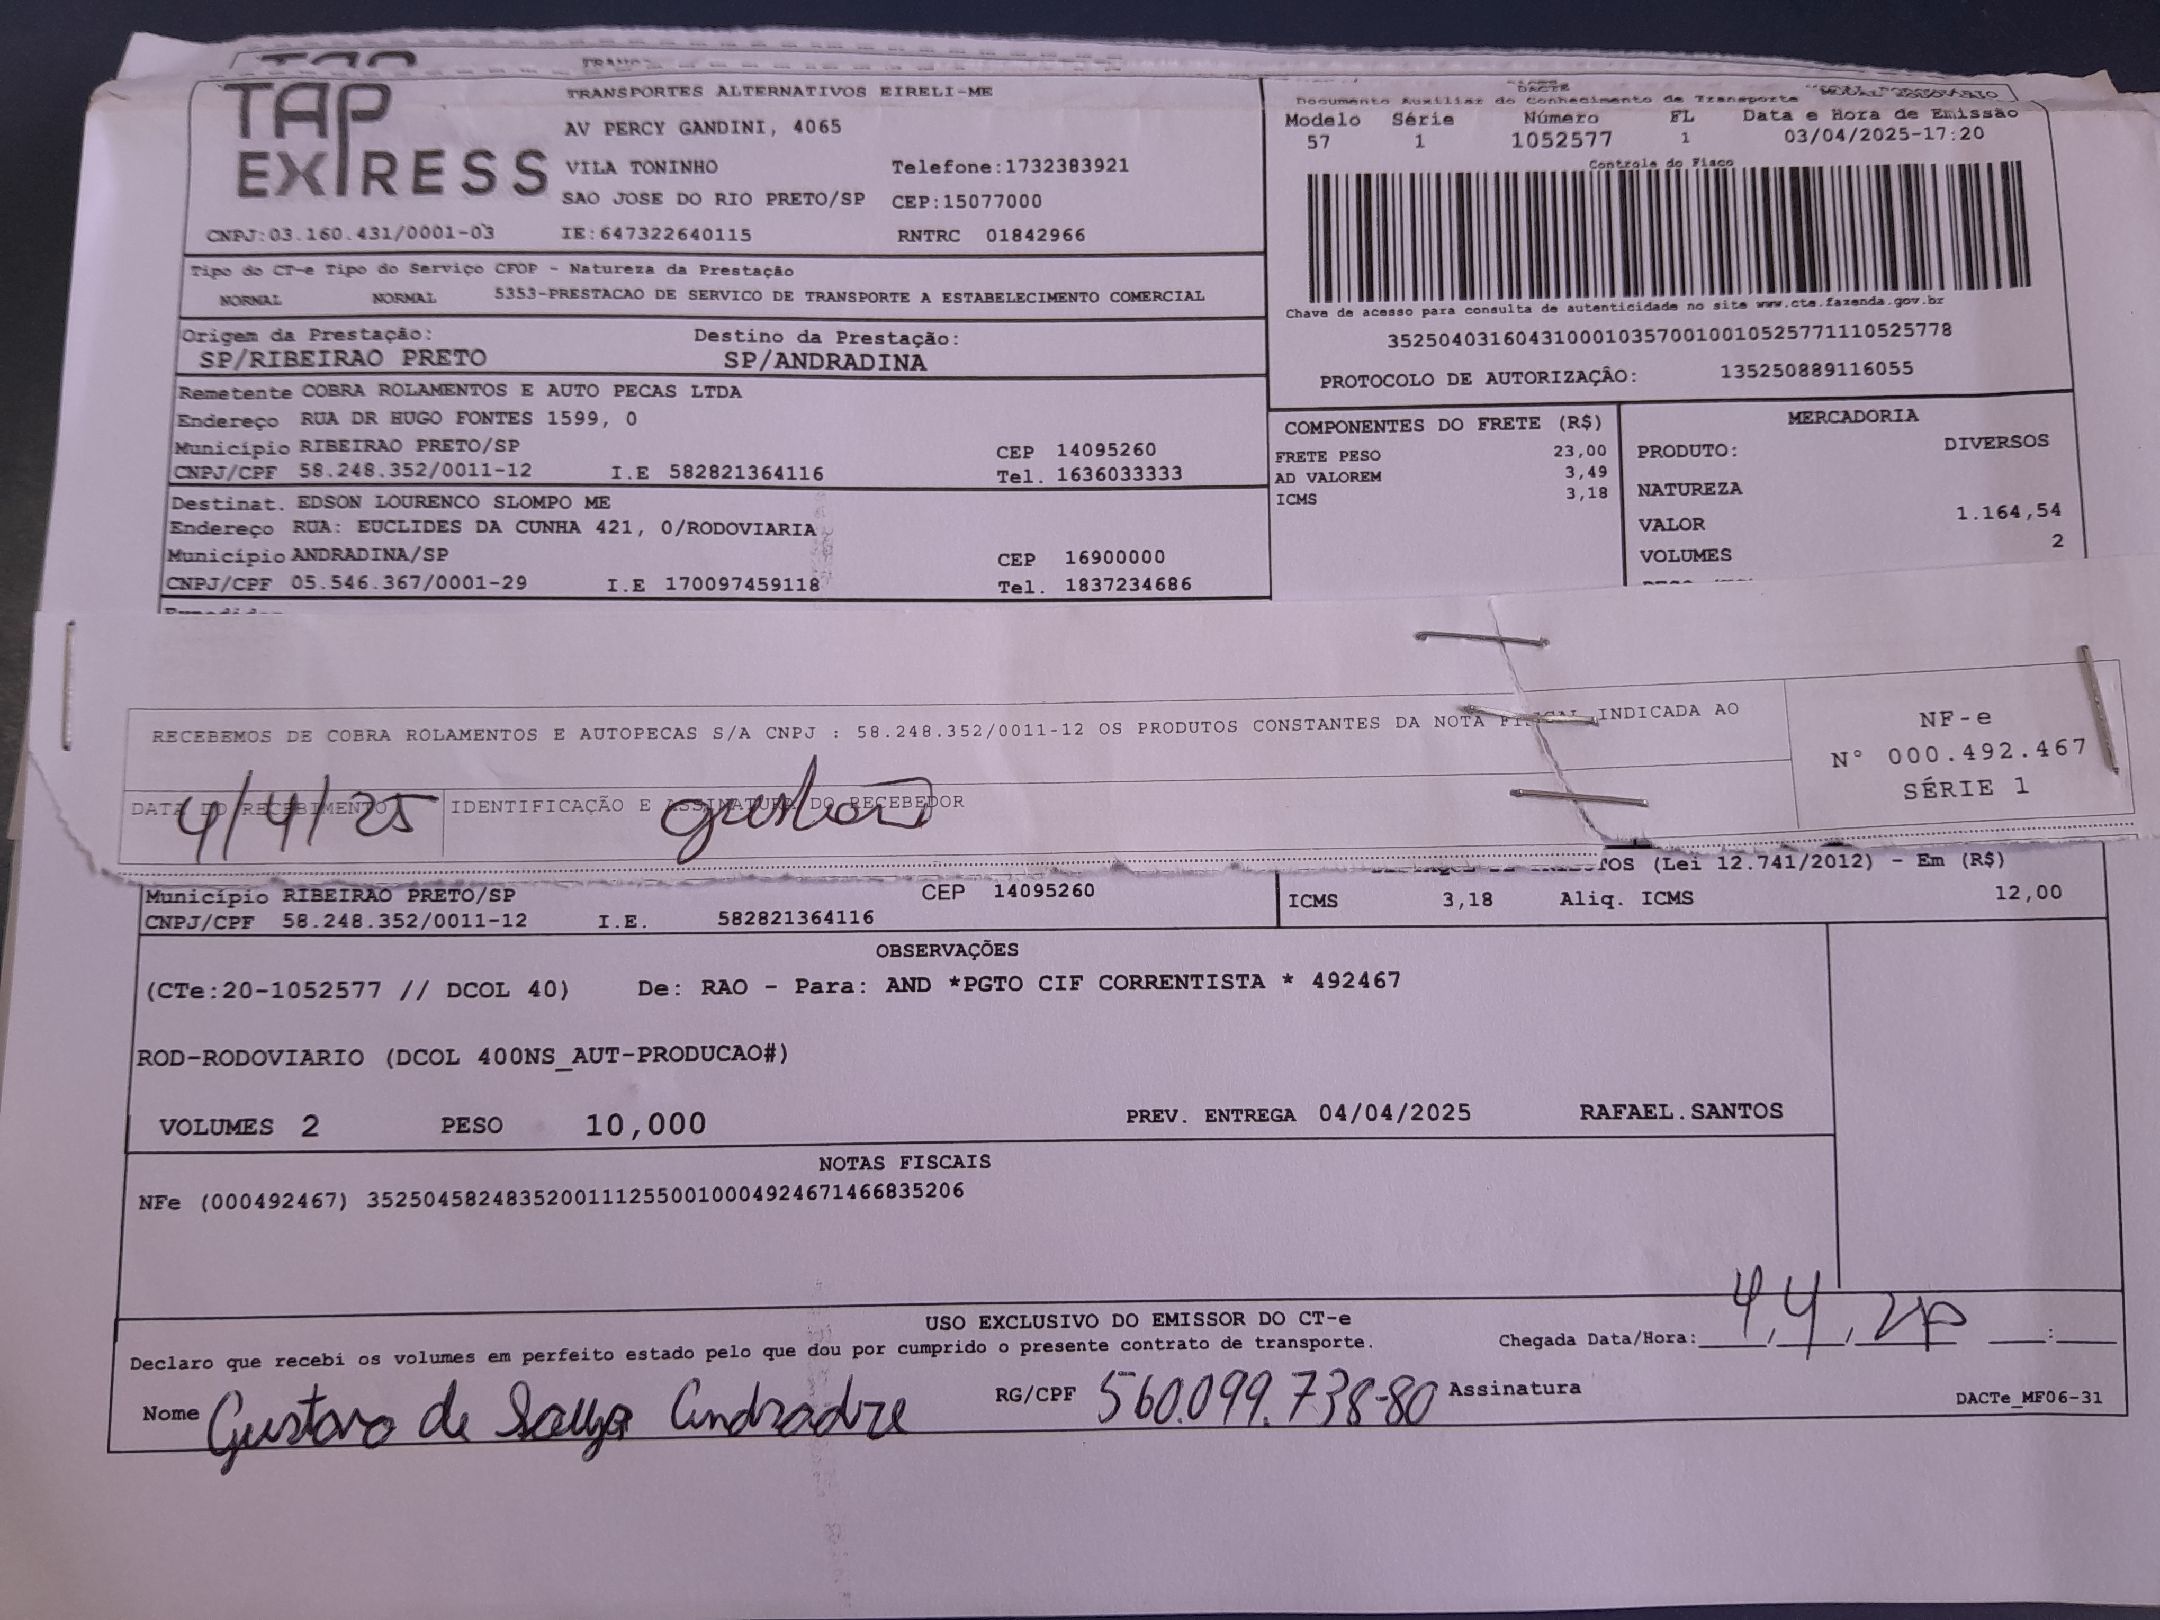 TAP EXPRESS
TRANSPORTES ALTERNATIVOS EIRELI-ME
AV PERCY GANDINI, 4065
VILA TONINHO Telefone:1732383921
SAO JOSE DO RIO PRETO/SP CEP:15077000
CNPJ:03.160.431/0001-03 IE:647322640115 RNTRC 01842966
DACTE
Documento Auxiliar do Conhecimento de Transporte
Modelo Série Número FL Data e Hora de Emissão
57 1 1052577 1 03/04/2025-17:20
Controle do Fisco
Chave de acesso para consulta de autenticidade no site www.cte.fazenda.gov.br
35250403160431000103570010010525771110525778
PROTOCOLO DE AUTORIZAÇÃO: 135250889116055
Tipo do CT-e Tipo do Serviço CFOP - Natureza da Prestação
NORMAL NORMAL 5353-PRESTACAO DE SERVICO DE TRANSPORTE A ESTABELECIMENTO COMERCIAL
Origem da Prestação: Destino da Prestação:
SP/RIBEIRAO PRETO SP/ANDRADINA
Remetente COBRA ROLAMENTOS E AUTO PECAS LTDA
Endereço RUA DR HUGO FONTES 1599, 0
Município RIBEIRAO PRETO/SP CEP 14095260
CNPJ/CPF 58.248.352/0011-12 I.E 582821364116 Tel. 1636033333
Destinat. EDSON LOURENCO SLOMPO ME
Endereço RUA: EUCLIDES DA CUNHA 421, 0/RODOVIARIA
Município ANDRADINA/SP CEP 16900000
CNPJ/CPF 05.546.367/0001-29 I.E 170097459118 Tel. 1837234686
COMPONENTES DO FRETE (R$)
FRETE PESO 23,00
AD VALOREM 3,49
ICMS 3,18
MERCADORIA
PRODUTO: DIVERSOS
NATUREZA
VALOR 1.164,54
VOLUMES 2
RECEBEMOS DE COBRA ROLAMENTOS E AUTOPECAS S/A CNPJ : 58.248.352/0011-12 OS PRODUTOS CONSTANTES DA NOTA FISCAL INDICADA AO
NF-e
N° 000.492.467
SÉRIE 1
DATA DO RECEBIMENTO IDENTIFICAÇÃO E ASSINATURA DO RECEBEDOR
4/4/25
(Lei 12.741/2012) - Em (R$)
Município RIBEIRAO PRETO/SP CEP 14095260
CNPJ/CPF 58.248.352/0011-12 I.E. 582821364116
ICMS 3,18 Aliq. ICMS 12,00
OBSERVAÇÕES
(CTe:20-1052577 // DCOL 40) De: RAO - Para: AND *PGTO CIF CORRENTISTA * 492467
ROD-RODOVIARIO (DCOL 400NS_AUT-PRODUCAO#)
VOLUMES 2 PESO 10,000 PREV. ENTREGA 04/04/2025 RAFAEL.SANTOS
NOTAS FISCAIS
NFe (000492467) 35250458248352001112550010004924671466835206
USO EXCLUSIVO DO EMISSOR DO CT-e
Declaro que recebi os volumes em perfeito estado pelo que dou por cumprido o presente contrato de transporte. Chegada Data/Hora: 4/4/
Nome Gustavo de Souza Andradre RG/CPF 560.099.738-80 Assinatura
DACTe_MF06-31